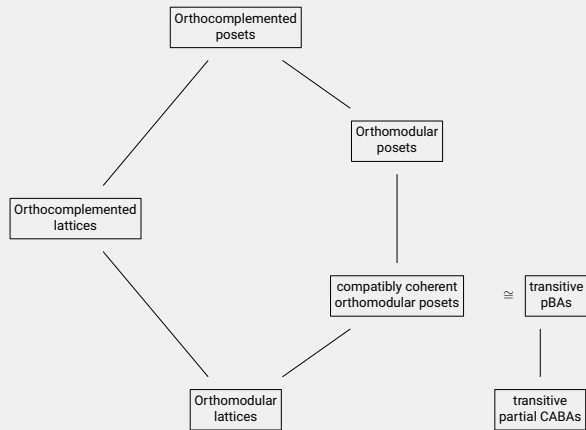 Orthocomplemented
posets
Orthomodular
posets
Orthocomplemented
lattices
compatibly coherent
orthomodular posets
≅
transitive
pBAs
Orthomodular
lattices
transitive
partial CABAs